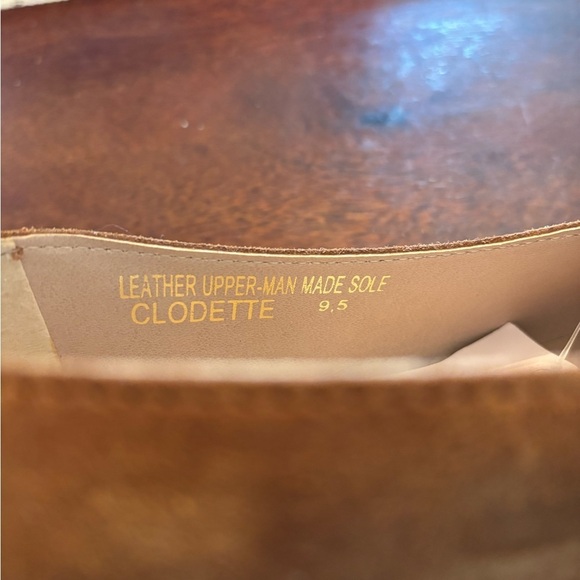 LEATHER UPPER-MAN MADE SOLE
CLODETTE 9,5